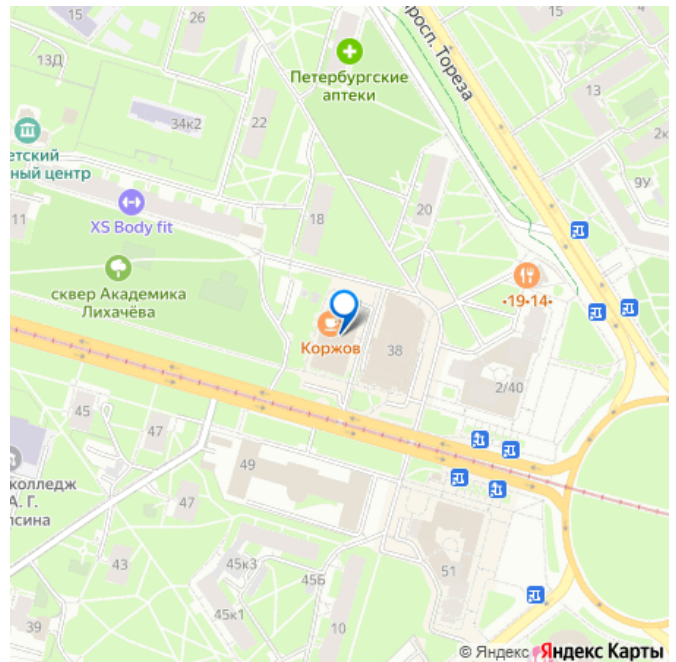 15
26
просп. Тореза
13Д
Петербургские
аптеки
13
34к2
22
2к
етский
ный центр
9У
XS Body fit
11
18
20
сквер Академика
Лихачёва
•19•14•
Коржов
38
2/40
45
47
49
колледж
А. Г.
псина
47
43
45к3
45Б
51
45к1
39
10
© Яндекс
Яндекс Карты